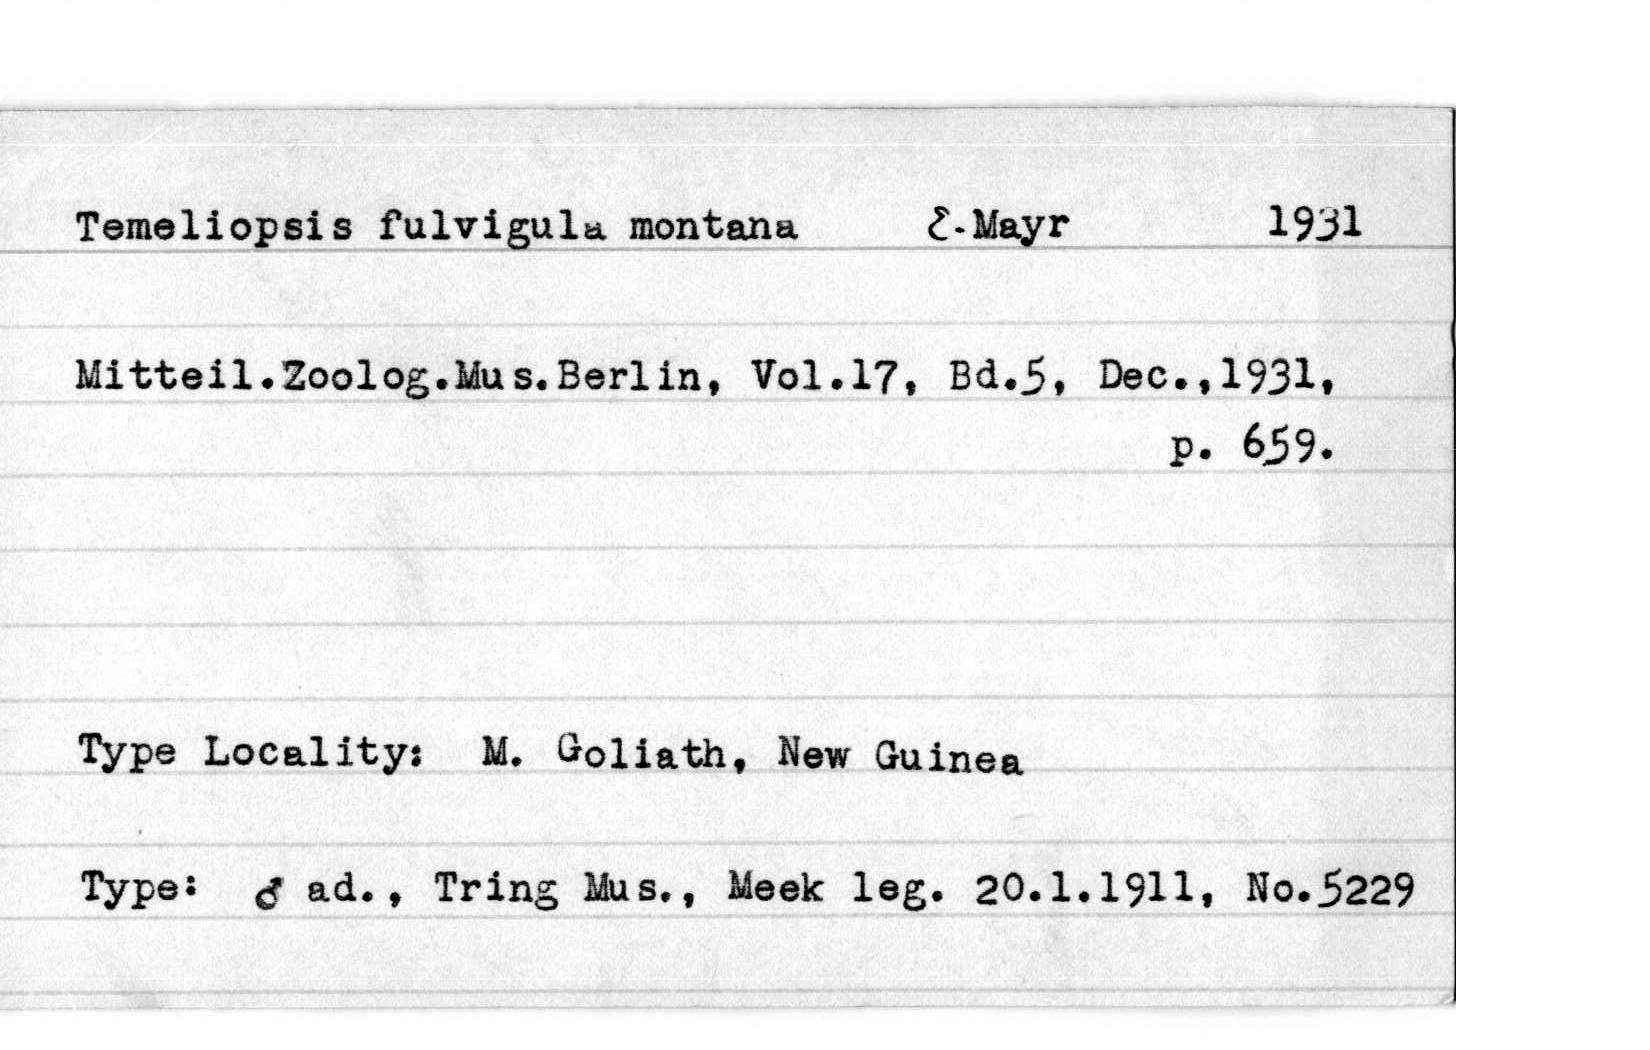 Temeliopsis fulvigula montana E.Mayr 1931
Mitteil.Zoolog.Mus.Berlin, Vol.17, Bd.5, Dec.,1931,
p. 659.
Type Locality: M. Goliath, New Guinea
Type: ♂ ad., Tring Mus., Meek leg. 20.1.1911, No.5229